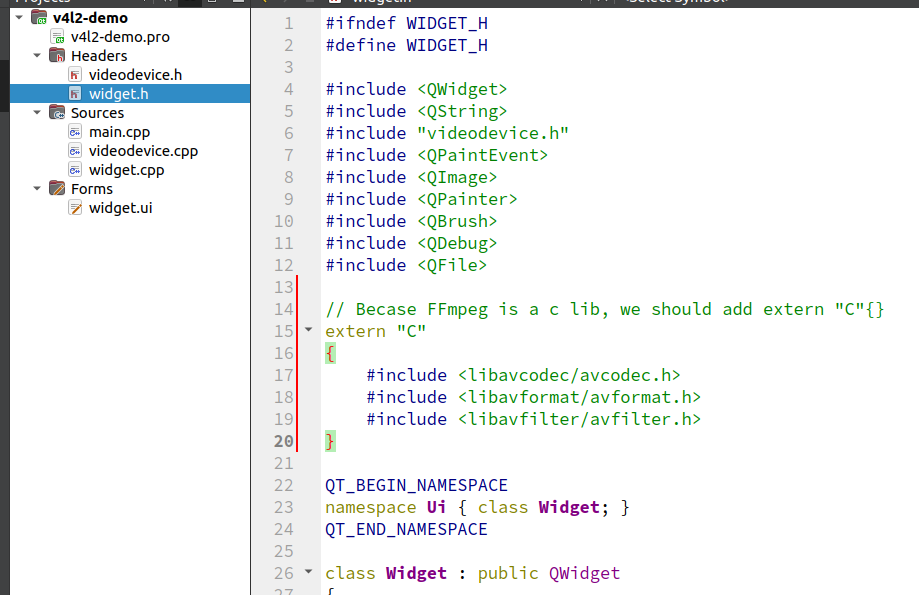 v4l2-demo
v4l2-demo.pro
Headers
videodevice.h
widget.h
Sources
main.cpp
videodevice.cpp
widget.cpp
Forms
widget.ui
1 #ifndef WIDGET_H
2 #define WIDGET_H
3
4 #include <QWidget>
5 #include <QString>
6 #include "videodevice.h"
7 #include <QPaintEvent>
8 #include <QImage>
9 #include <QPainter>
10 #include <QBrush>
11 #include <QDebug>
12 #include <QFile>
13
14 // Becase FFmpeg is a c lib, we should add extern "C"{}
15 extern "C"
16 {
17 #include <libavcodec/avcodec.h>
18 #include <libavformat/avformat.h>
19 #include <libavfilter/avfilter.h>
20 }
21
22 QT_BEGIN_NAMESPACE
23 namespace Ui { class Widget; }
24 QT_END_NAMESPACE
25
26 class Widget : public QWidget
27 {